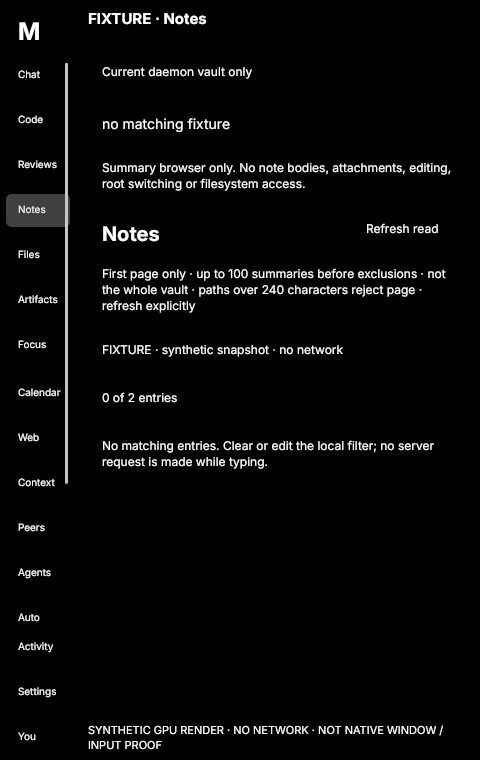 M
FIXTURE · Notes
Chat
Current daemon vault only
Code
no matching fixture
Reviews
Summary browser only. No note bodies, attachments, editing,
root switching or filesystem access.
Notes
Notes
Refresh read
Files
First page only · up to 100 summaries before exclusions · not
the whole vault · paths over 240 characters reject page ·
refresh explicitly
Artifacts
Focus
FIXTURE · synthetic snapshot · no network
Calendar
0 of 2 entries
Web
No matching entries. Clear or edit the local filter; no server
request is made while typing.
Context
Peers
Agents
Auto
Activity
Settings
You
SYNTHETIC GPU RENDER · NO NETWORK · NOT NATIVE WINDOW /
INPUT PROOF